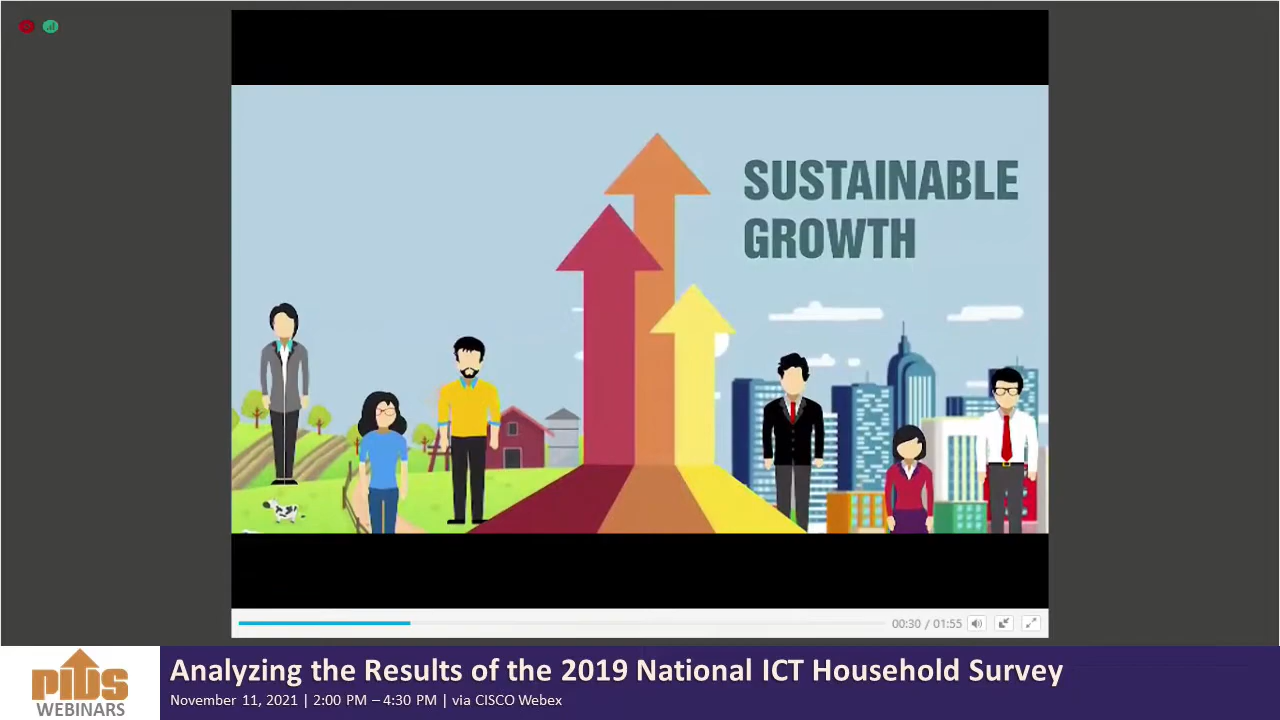 SUSTAINABLE
GROWTH
00:30 / 01:55
pids
WEBINARS
Analyzing the Results of the 2019 National ICT Household Survey
November 11, 2021 | 2:00 PM – 4:30 PM | via CISCO Webex